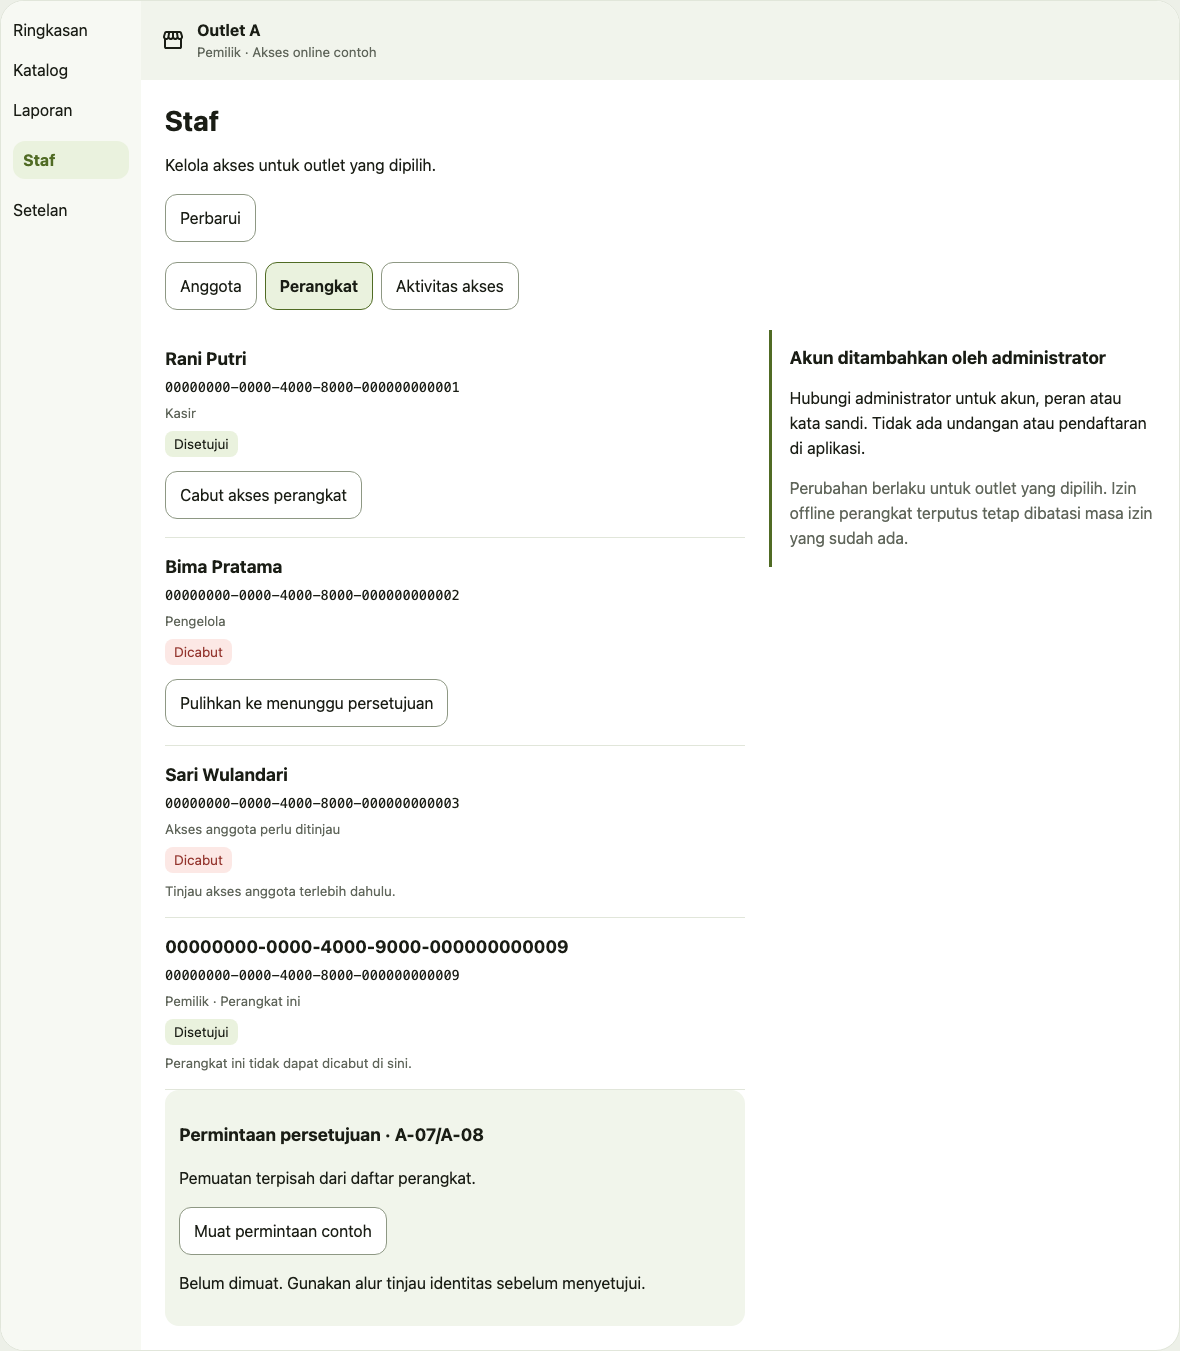 Ringkasan
Katalog
Laporan
Staf
Setelan
Outlet A
Pemilik · Akses online contoh
Staf
Kelola akses untuk outlet yang dipilih.
Perbarui
Anggota
Perangkat
Aktivitas akses
Rani Putri
00000000-0000-4000-8000-000000000001
Kasir
Disetujui
Cabut akses perangkat
Bima Pratama
00000000-0000-4000-8000-000000000002
Pengelola
Dicabut
Pulihkan ke menunggu persetujuan
Sari Wulandari
00000000-0000-4000-8000-000000000003
Akses anggota perlu ditinjau
Dicabut
Tinjau akses anggota terlebih dahulu.
00000000-0000-4000-9000-000000000009
00000000-0000-4000-8000-000000000009
Pemilik · Perangkat ini
Disetujui
Perangkat ini tidak dapat dicabut di sini.
Permintaan persetujuan · A-07/A-08
Pemuatan terpisah dari daftar perangkat.
Muat permintaan contoh
Belum dimuat. Gunakan alur tinjau identitas sebelum menyetujui.
Akun ditambahkan oleh administrator
Hubungi administrator untuk akun, peran atau
kata sandi. Tidak ada undangan atau pendaftaran
di aplikasi.
Perubahan berlaku untuk outlet yang dipilih. Izin
offline perangkat terputus tetap dibatasi masa izin
yang sudah ada.